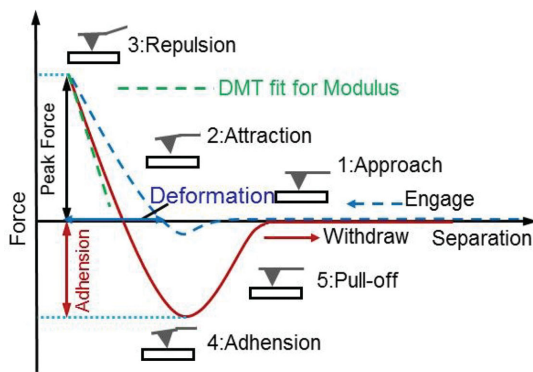 3:Repulsion
DMT fit for Modulus
2:Attraction
1:Approach
Peak Force
Deformation
Engage
Force
Withdraw
Separation
Adhension
5:Pull-off
4:Adhension